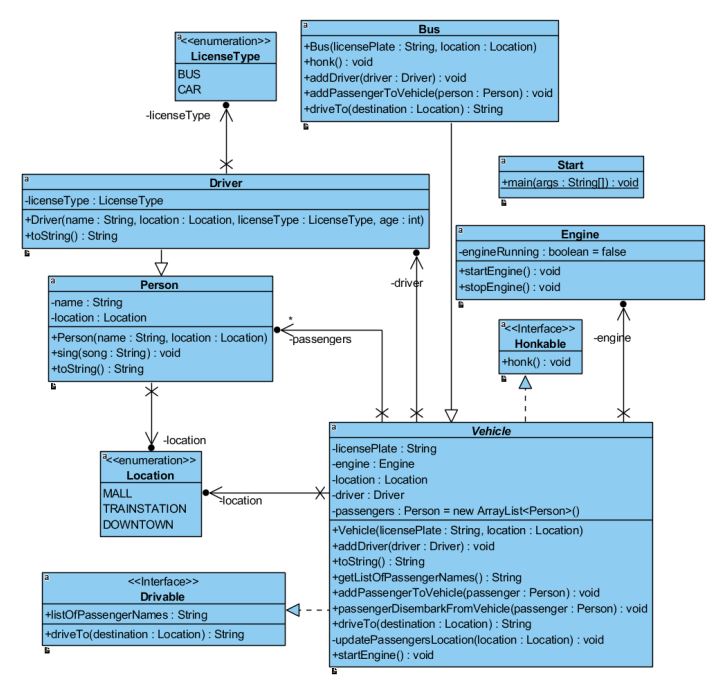 <<enumeration>>
LicenseType
BUS
CAR
-licenseType
Bus
+Bus(licensePlate : String, location : Location)
+honk() : void
+addDriver(driver : Driver) : void
+addPassengerToVehicle(person : Person) : void
+driveTo(destination : Location) : String
Start
+main(args : String[]) : void
Driver
-licenseType : LicenseType
+Driver(name : String, location : Location, licenseType : LicenseType, age : int)
+toString() : String
Engine
-engineRunning : boolean = false
+startEngine() : void
+stopEngine() : void
-driver
-engine
Person
-name : String
-location : Location
+Person(name : String, location : Location)
+sing(song : String) : void
+toString() : String
*
-passengers
<<Interface>>
Honkable
+honk() : void
-location
<<enumeration>>
Location
MALL
TRAINSTATION
DOWNTOWN
-location
Vehicle
-licensePlate : String
-engine : Engine
-location : Location
-driver : Driver
-passengers : Person = new ArrayList<Person>()
+Vehicle(licensePlate : String, location : Location)
+addDriver(driver : Driver) : void
+toString() : String
+getListOfPassengerNames() : String
+addPassengerToVehicle(passenger : Person) : void
+passengerDisembarkFromVehicle(passenger : Person) : void
+driveTo(destination : Location) : String
-updatePassengersLocation(location : Location) : void
+startEngine() : void
<<Interface>>
Drivable
+listOfPassengerNames : String
+driveTo(destination : Location) : String